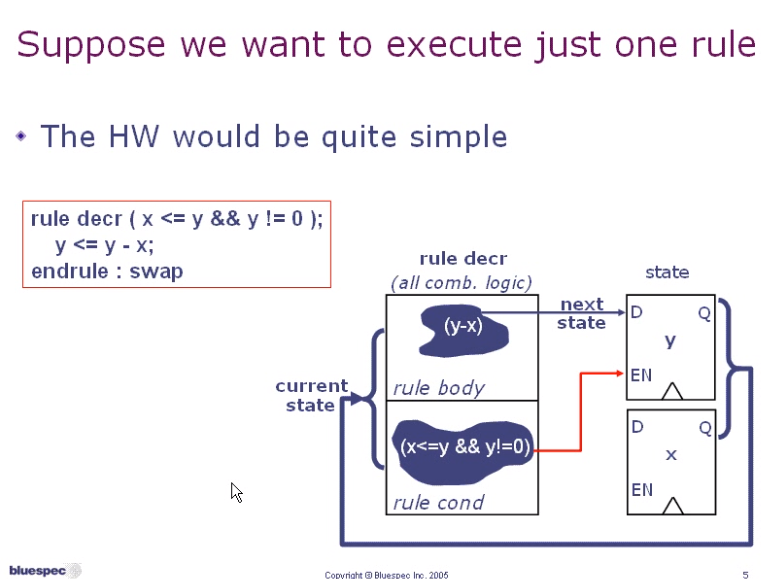 Suppose we want to execute just one rule
The HW would be quite simple
rule decr ( x <= y && y != 0 );
y <= y - x;
endrule : swap
rule decr
(all comb. logic)
state
next
state
(y-x)
D
Q
y
EN
current
state
rule body
(x<=y && y!=0)
rule cond
D
Q
x
EN
bluespec
Copyright © Bluespec Inc. 2005
5